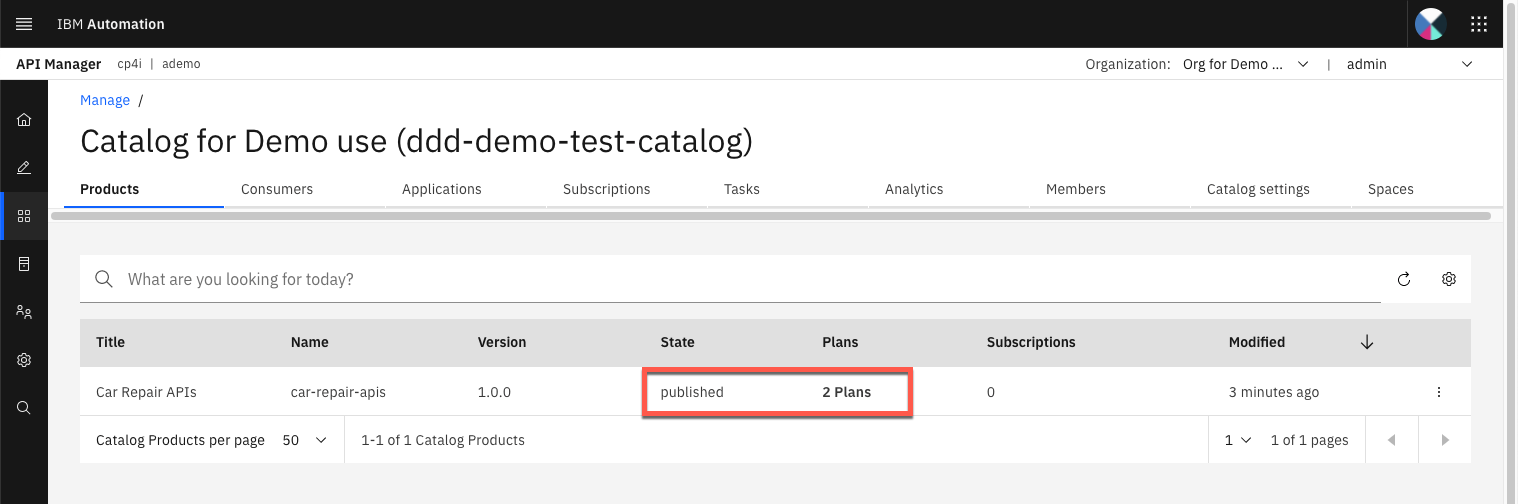 IBM Automation
API Manager cp4i | ademo Organization: Org for Demo ... | admin
Manage /
Catalog for Demo use (ddd-demo-test-catalog)
Products Consumers Applications Subscriptions Tasks Analytics Members Catalog settings Spaces
What are you looking for today?
Title Name Version State Plans Subscriptions Modified
Car Repair APIs car-repair-apis 1.0.0 published 2 Plans 0 3 minutes ago
Catalog Products per page 50 1-1 of 1 Catalog Products 1 1 of 1 pages